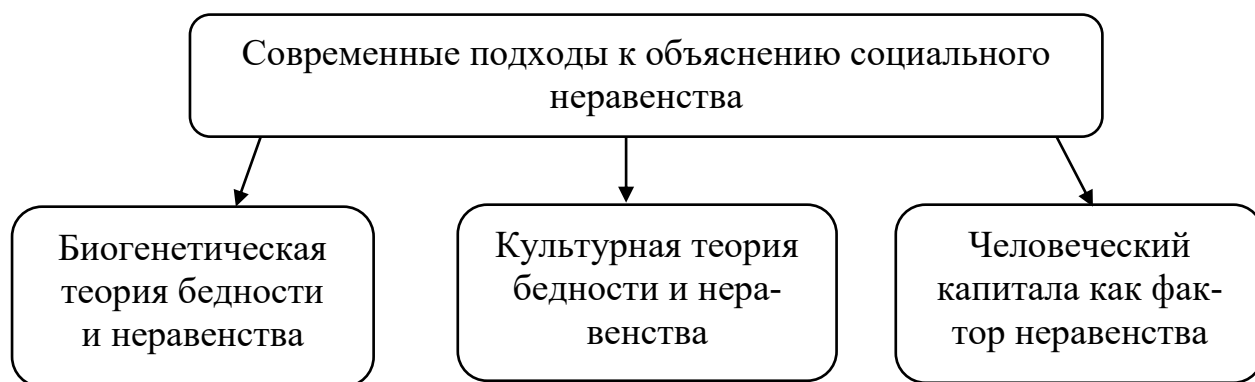 Современные подходы к объяснению социального
неравенства
Биогенетическая
теория бедности
и неравенства
Культурная теория
бедности и нера-
венства
Человеческий
капитала как фак-
тор неравенства